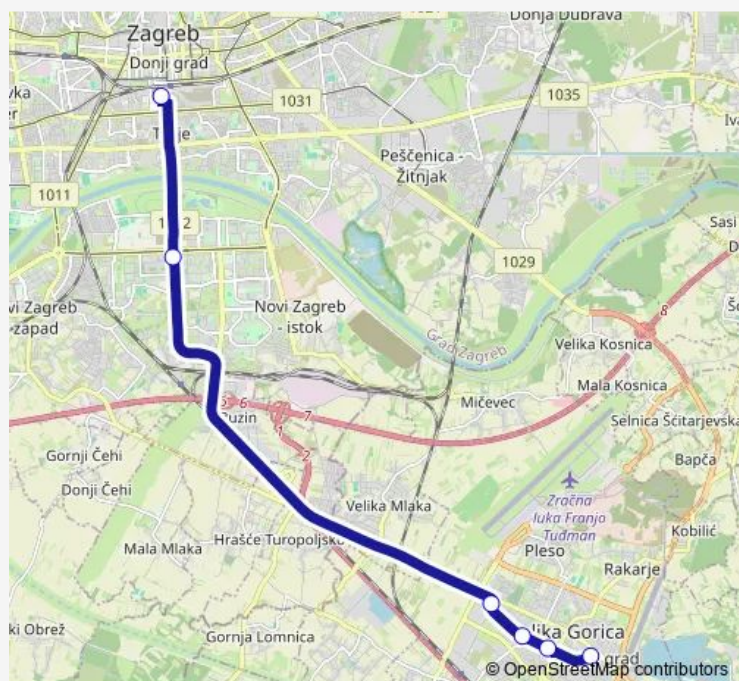 Donja Dubrava
Zagreb
Donji grad
1035
1031
Peščenica -
Žitnjak
1011
Sasi
1029
8
Novi Zagreb
- istok
vi Zagreb
-zapad
Grad Zagreb
Velika Kosnica
Mala Kosnica
Mičevec
5
6
7
1
2
Selnica Šćitarjevska
Gornji Čehi
Bapča
Donji Čehi
Velika Mlaka
Zračna
luka Franjo
Tuđman
Kobilić
Hrašće Turopoljsko
Mala Mlaka
Pleso
Rakarje
ki Obrež
Gornja Lomnica
lika Gorica
grad
© OpenStreetMap contributors